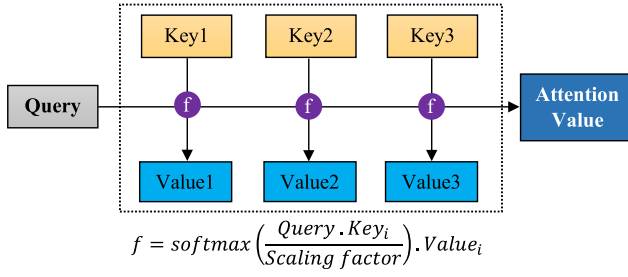 Key1 Key2 Key3
Query f f f Attention
Value
Value1 Value2 Value3
f = softmax(Query . Key_i / Scaling factor) . Value_i